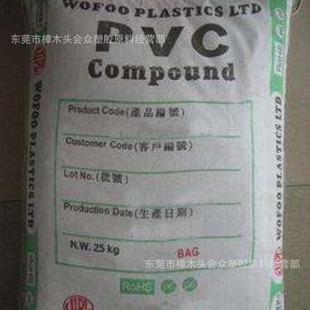 WOFOO PLASTICS LTD
东莞市樟木头会众塑胶原料经营部
PVC
Compound
Product Code (產品編號)
Customer Code (客戶編號)
Lot No. (批號)
Production Date (生產日期)
N.W. 25 kg
BAG
RoHS
WOFOO PLASTICS LTD
WOFOO PLASTICS LTD
东莞市樟木头会众塑胶原料经营部